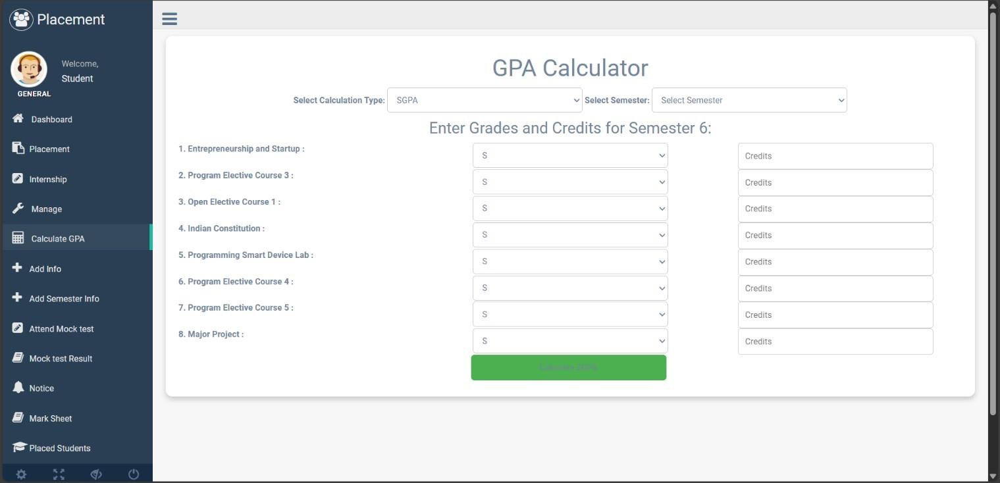 Placement
Welcome,
Student
GENERAL
Dashboard
Placement
Internship
Manage
Calculate GPA
Add Info
Add Semester Info
Attend Mock test
Mock test Result
Notice
Mark Sheet
Placed Students
GPA Calculator
Select Calculation Type: SGPA Select Semester: Select Semester
Enter Grades and Credits for Semester 6:
1. Entrepreneurship and Startup : S Credits
2. Program Elective Course 3 : S Credits
3. Open Elective Course 1 : S Credits
4. Indian Constitution : S Credits
5. Programming Smart Device Lab : S Credits
6. Program Elective Course 4 : S Credits
7. Program Elective Course 5 : S Credits
8. Major Project : S Credits
Calculate SGPA